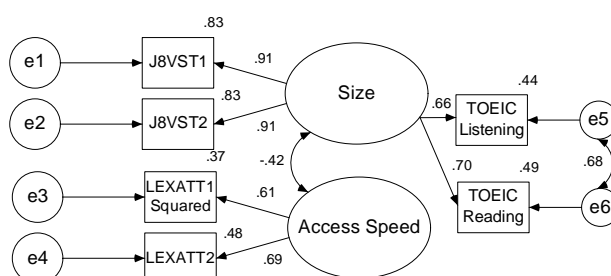 .83
e1
J8VST1
.91
Size
.83
e2
J8VST2
.91
.44
.66
TOEIC
Listening
e5
.37
-.42
.68
e3
LEXATT1
Squared
.61
.70
.49
TOEIC
Reading
e6
.48
Access Speed
e4
LEXATT2
.69